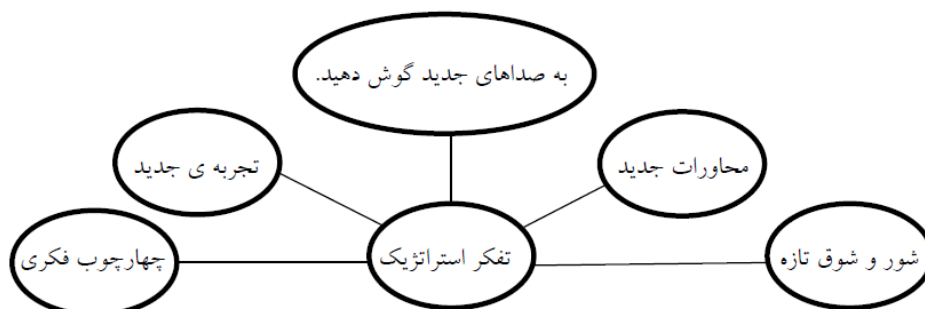 به صداهای جدید گوش دهید.
محاورات جدید
تجربه ی جدید
شور و شوق تازه
تفکر استراتژیک
چهارچوب فکری